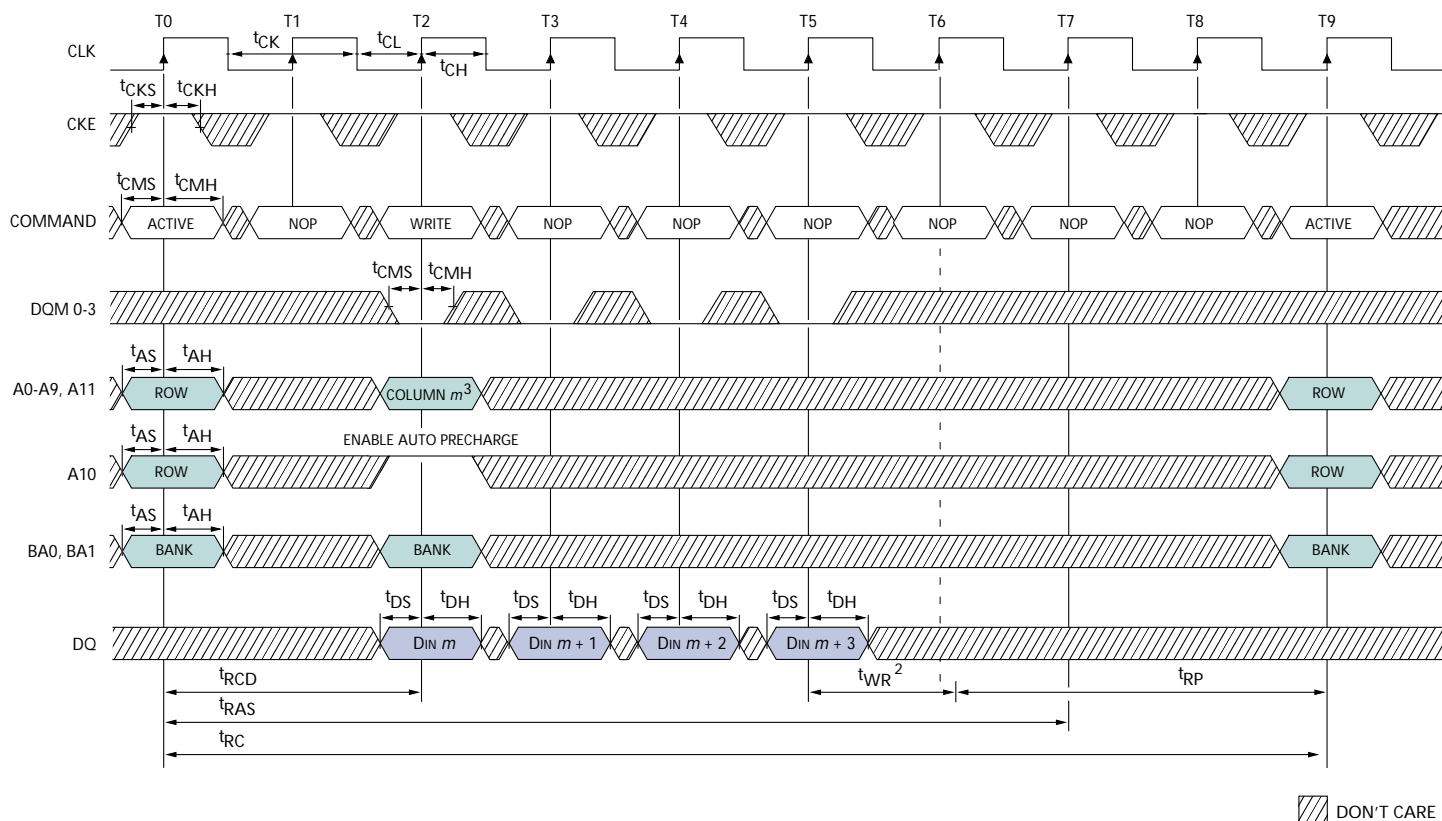 T0 T1 T2 T3 T4 T5 T6 T7 T8 T9
CLK tCK tCL tCH
tCKS tCKH
CKE
tCMS tCMH
COMMAND ACTIVE NOP WRITE NOP NOP NOP NOP NOP NOP ACTIVE
tCMS tCMH
DQM 0-3
tAS tAH
A0-A9, A11 ROW COLUMN m3 ROW
tAS tAH ENABLE AUTO PRECHARGE
A10 ROW ROW
tAS tAH
BA0, BA1 BANK BANK BANK
tDS tDH tDS tDH tDS tDH tDS tDH
DQ DIN m DIN m + 1 DIN m + 2 DIN m + 3
tRCD tWR 2 tRP
tRAS
tRC
DON'T CARE